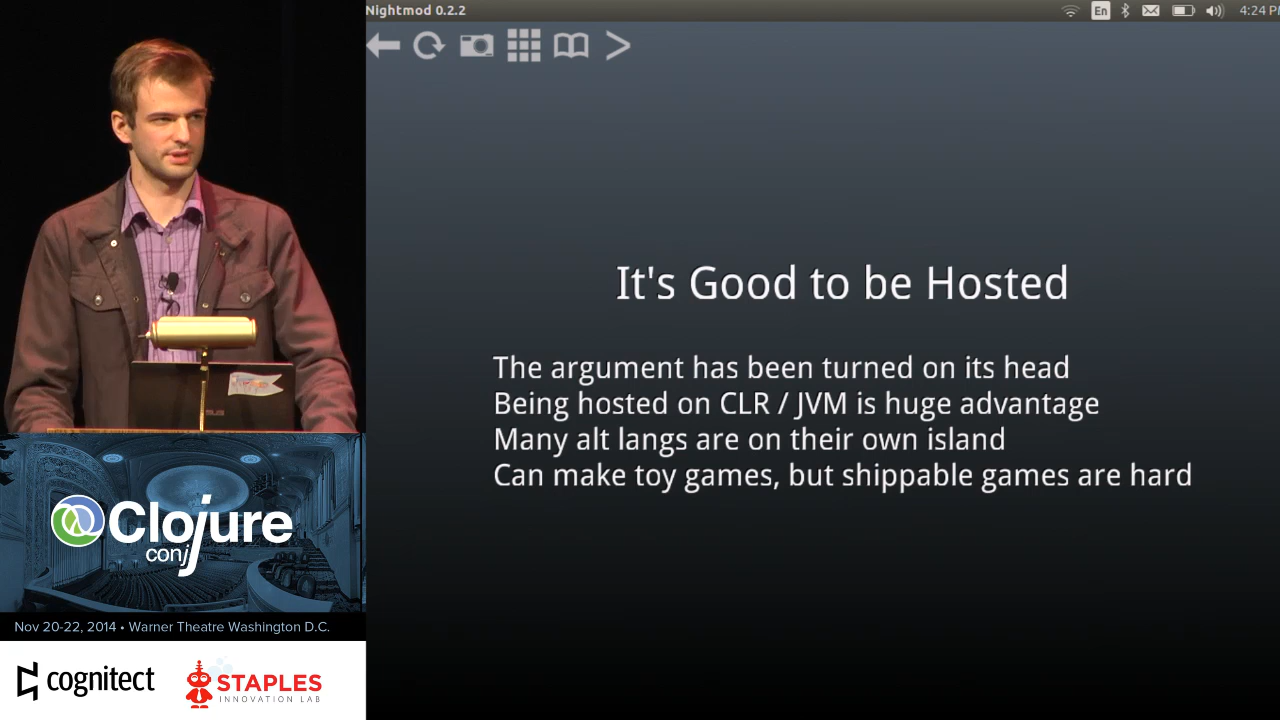 Nightmod 0.2.2
En
4:24 P
It's Good to be Hosted
The argument has been turned on its head
Being hosted on CLR / JVM is huge advantage
Many alt langs are on their own island
Can make toy games, but shippable games are hard
Clojure
conj
Nov 20-22, 2014 • Warner Theatre Washington D.C.
cognitect
STAPLES
INNOVATION LAB